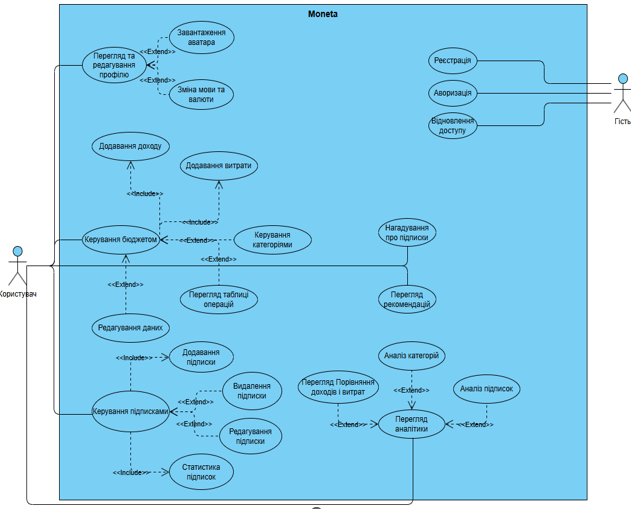 Moneta
Завантаження
аватара
<<Extend>>
Перегляд та
редагування
профілю
<<Extend>>
Зміна мови та
валюти
Реєстрація
Аворизація
Відновлення
доступу
Гість
Додавання доходу
Додавання витрати
<<Include>>
<<Include>>
Керування бюджетом
<<Extend>>
Керування
категоріями
<<Extend>>
Нагадування
про підписки
Користувач
<<Extend>>
Перегляд таблиці
операцій
Перегляд
рекомендацій
Редагування даних
<<Include>>
Додавання
підписки
Видалення
підписки
<<Extend>>
Керування підписками
<<Extend>>
Редагування
підписки
<<Include>>
Статистика
підписок
Аналіз категорій
Перегляд Порівняння
доходів і витрат
<<Extend>>
Аналіз підписок
<<Extend>>
Перегляд
аналітики
<<Extend>>